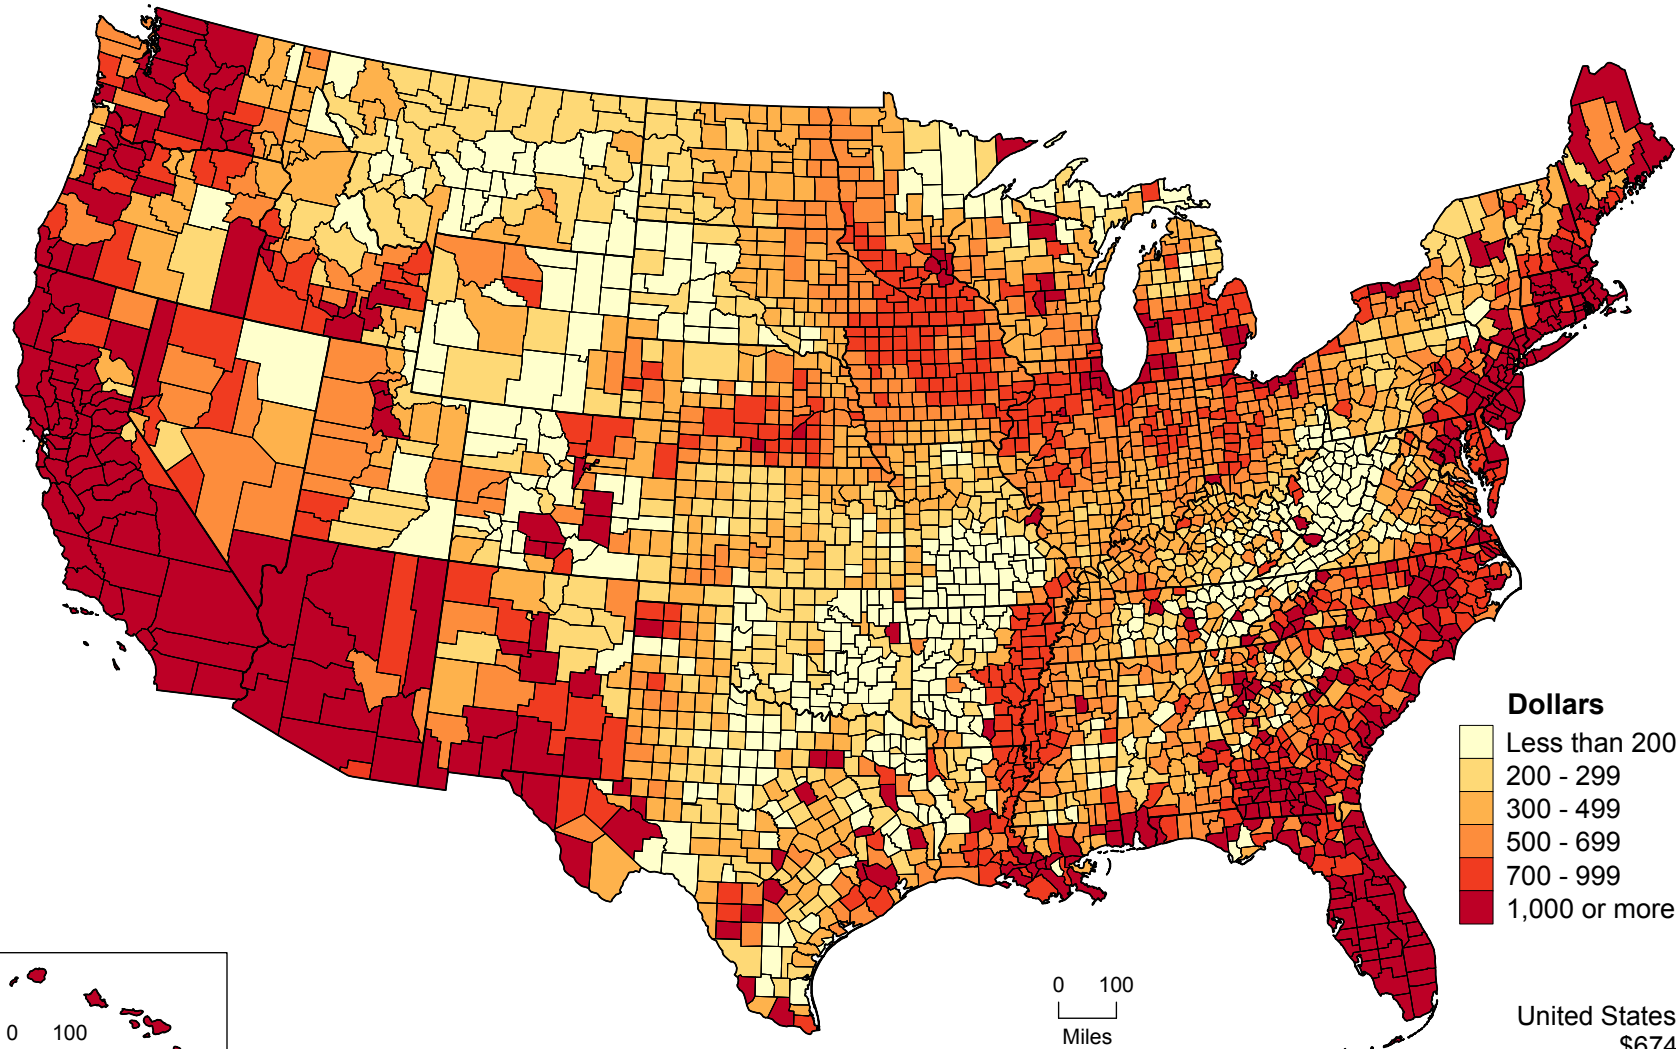 Dollars
Less than 200
200 - 299
300 - 499
500 - 699
700 - 999
1,000 or more
0 100
Miles
0 100
United States
$674